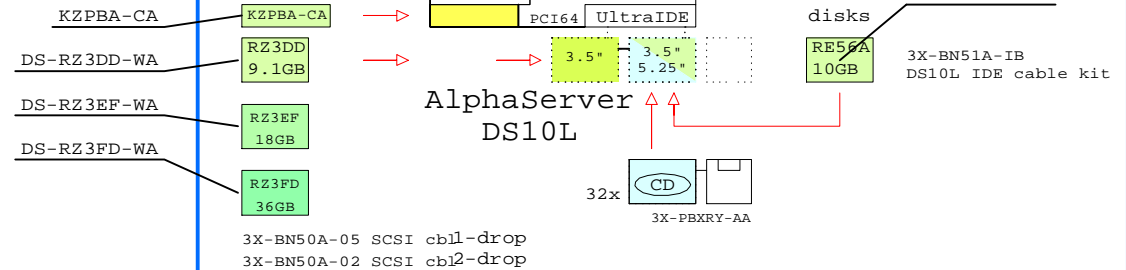 KZPBA-CA
KZPBA-CA
PCI64
UltraIDE
disks
DS-RZ3DD-WA
RZ3DD
9.1GB
3.5"
3.5"
5.25"
RE56A
10GB
3X-BN51A-IB
DS10L IDE cable kit
DS-RZ3EF-WA
RZ3EF
18GB
AlphaServer
DS10L
DS-RZ3FD-WA
RZ3FD
36GB
32x
CD
3X-PBXRY-AA
3X-BN50A-05 SCSI cbl1-drop
3X-BN50A-02 SCSI cbl2-drop